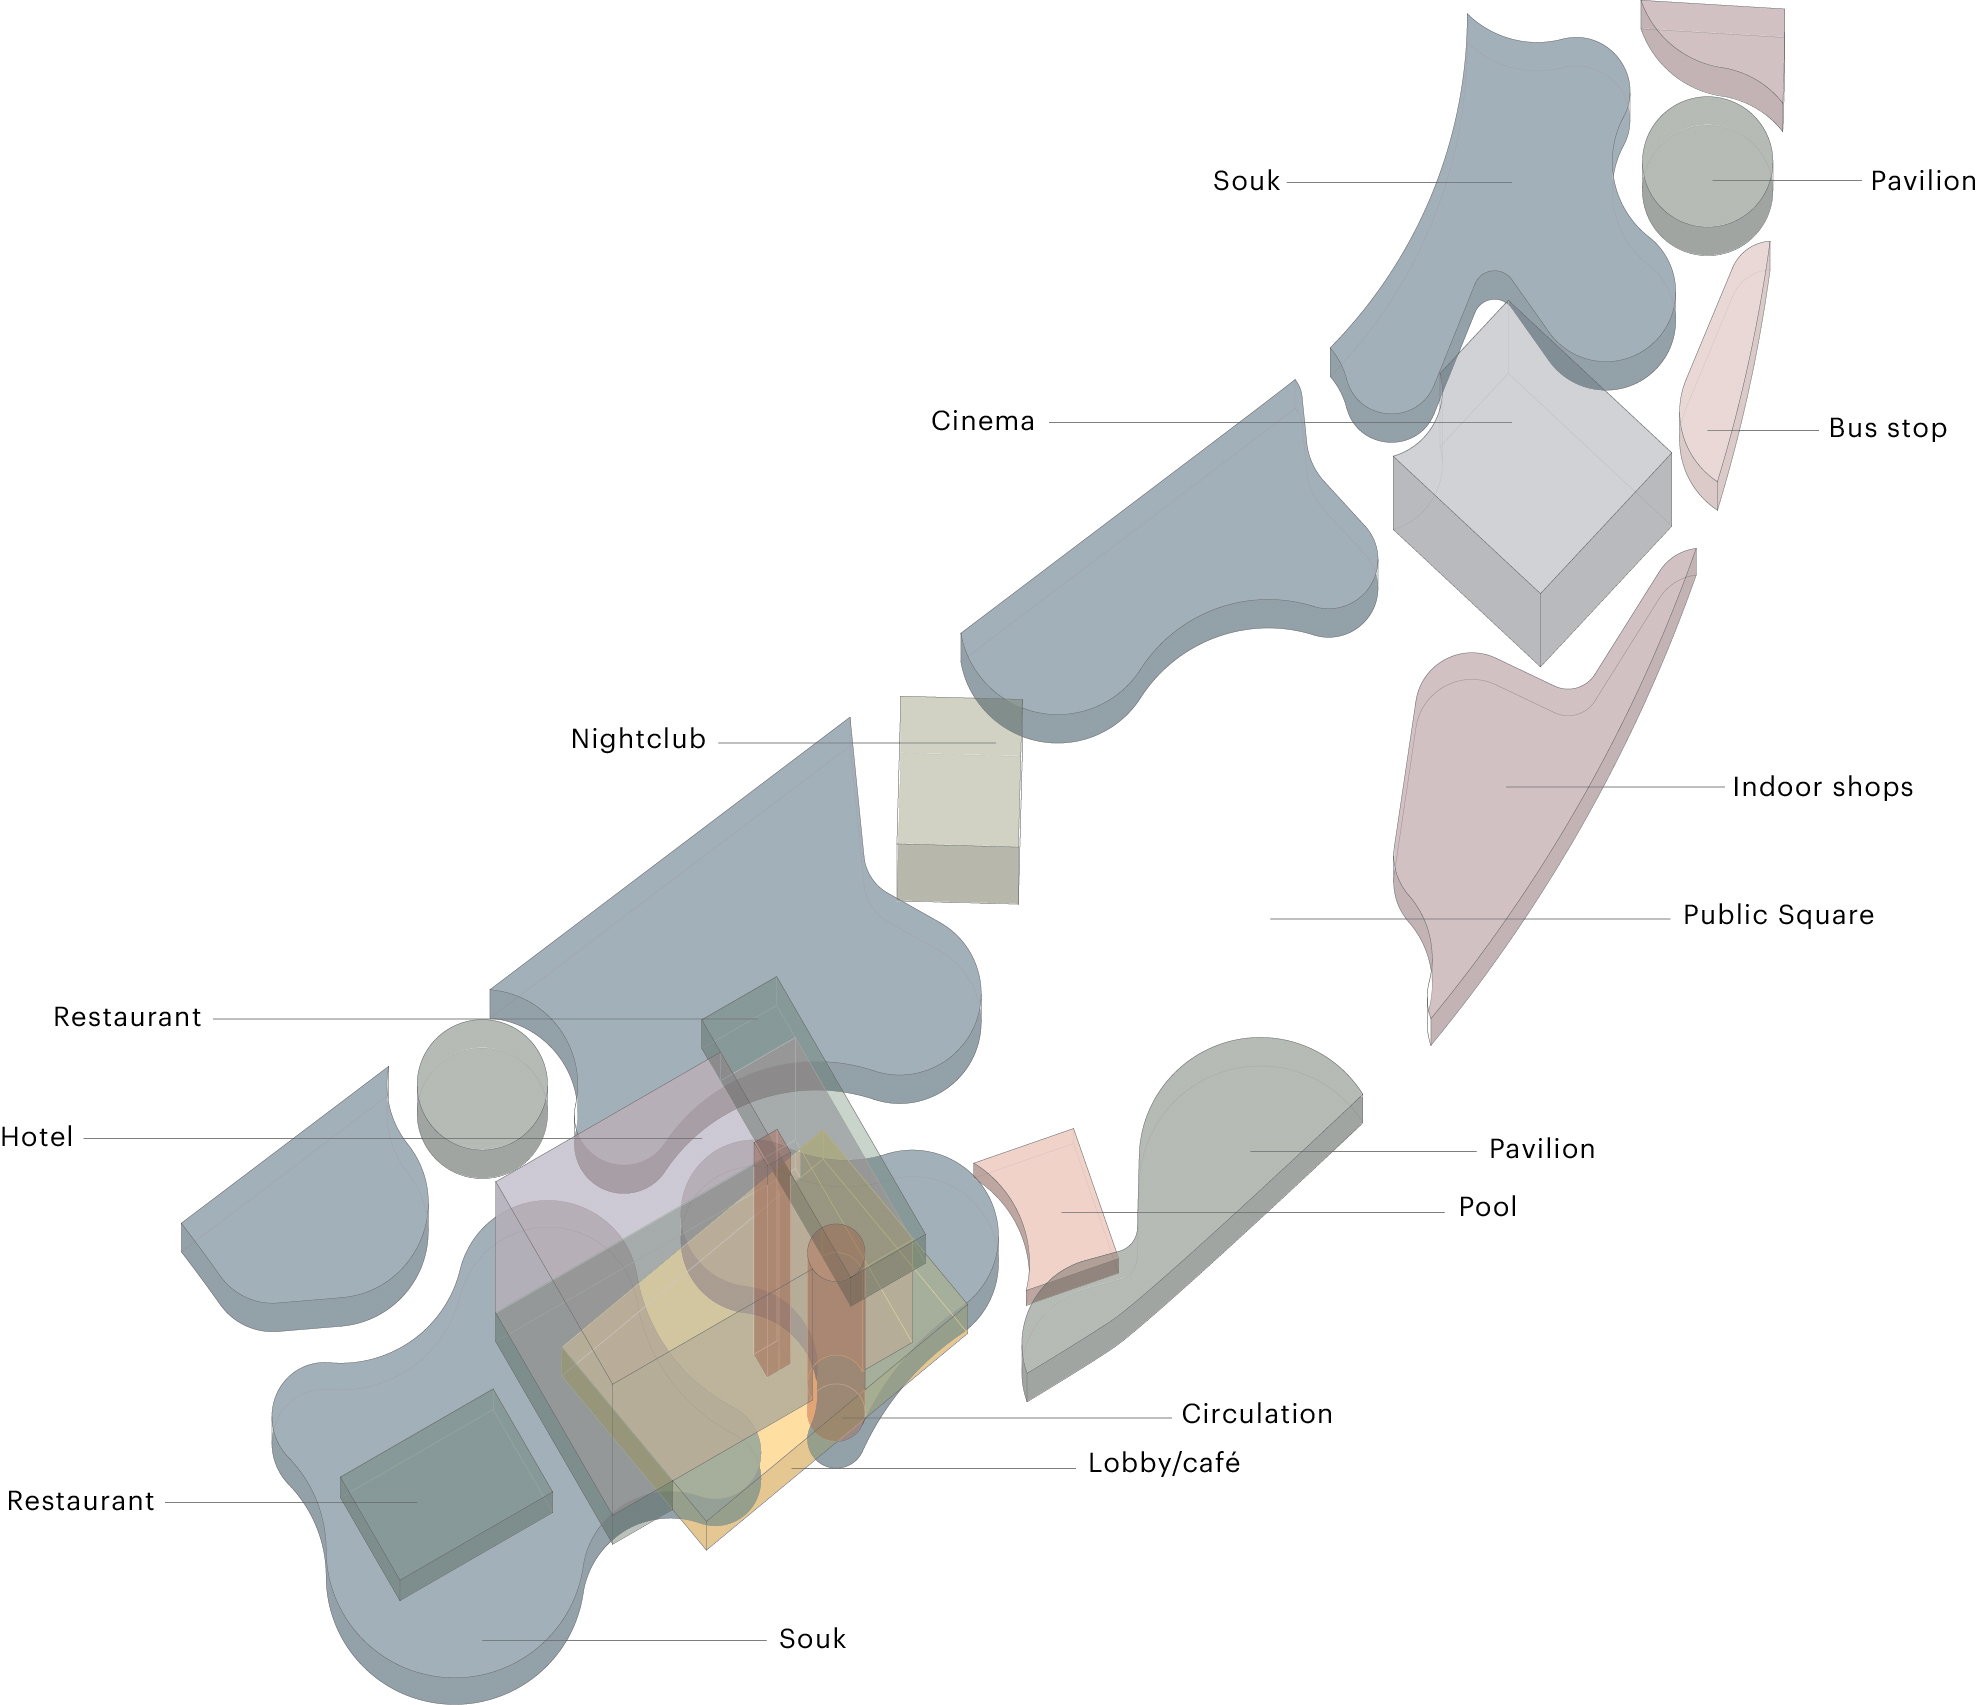 Souk
Pavilion
Cinema
Bus stop
Nightclub
Indoor shops
Public Square
Restaurant
Hotel
Pavilion
Pool
Circulation
Lobby/café
Restaurant
Souk